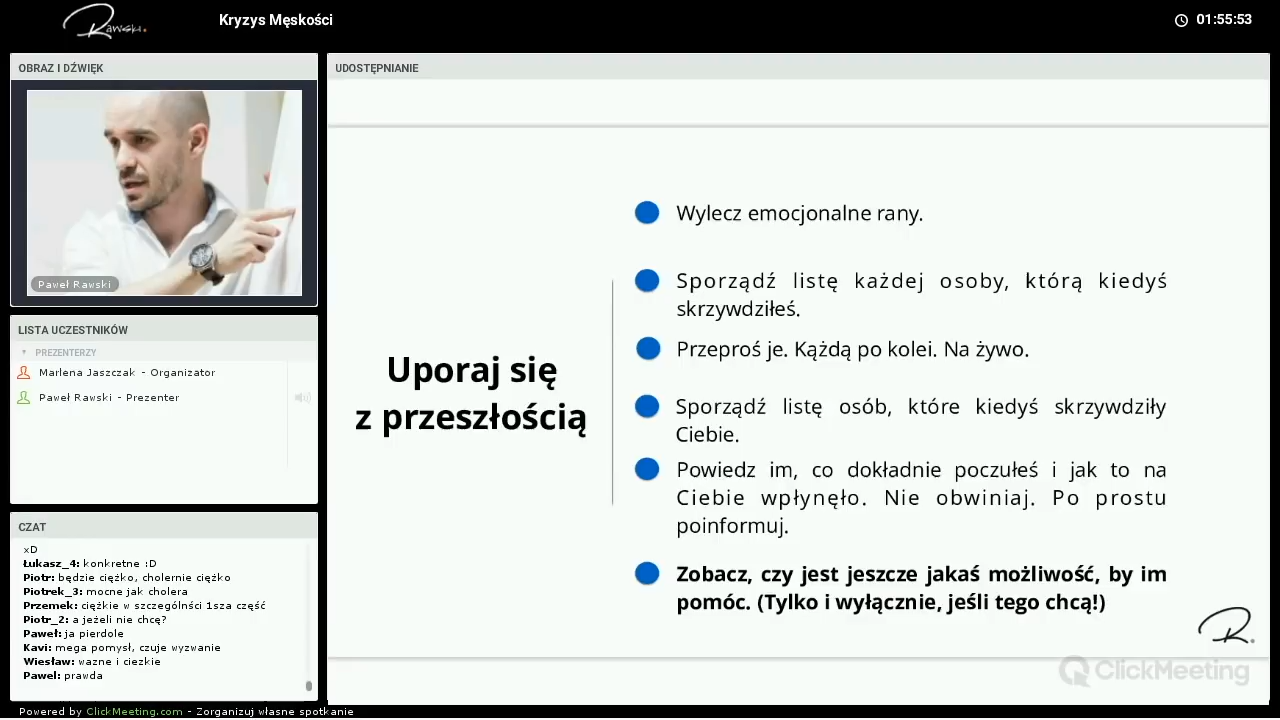 Rawski.
Kryzys Męskości
01:55:53
OBRAZ I DŹWIĘK
Paweł Rawski
LISTA UCZESTNIKÓW
PREZENTERZY
Marlena Jaszczak - Organizator
Paweł Rawski - Prezenter
CZAT
xD
Łukasz_4: konkretne :D
Piotr: będzie ciężko, cholernie ciężko
Piotrek_3: mocne jak cholera
Przemek: ciężkie w szczególnści 1sza część
Piotr_2: a jeżeli nie chcę?
Paweł: ja pierdole
Kavi: mega pomysł, czuje wyzwanie
Wiesław: wazne i ciezkie
Pawel: prawda
UDOSTĘPNIANIE
Uporaj się
z przeszłością
Wylecz emocjonalne rany.
Sporządź listę każdej osoby, którą kiedyś
skrzywdziłeś.
Przeproś je. Kążdą po kolei. Na żywo.
Sporządź listę osób, które kiedyś skrzywdziły
Ciebie.
Powiedz im, co dokładnie poczułeś i jak to na
Ciebie wpłynęło. Nie obwiniaj. Po prostu
poinformuj.
Zobacz, czy jest jeszcze jakaś możliwość, by im
pomóc. (Tylko i wyłącznie, jeśli tego chcą!)
R.
ClickMeeting
Powered by ClickMeeting.com - Zorganizuj własne spotkanie